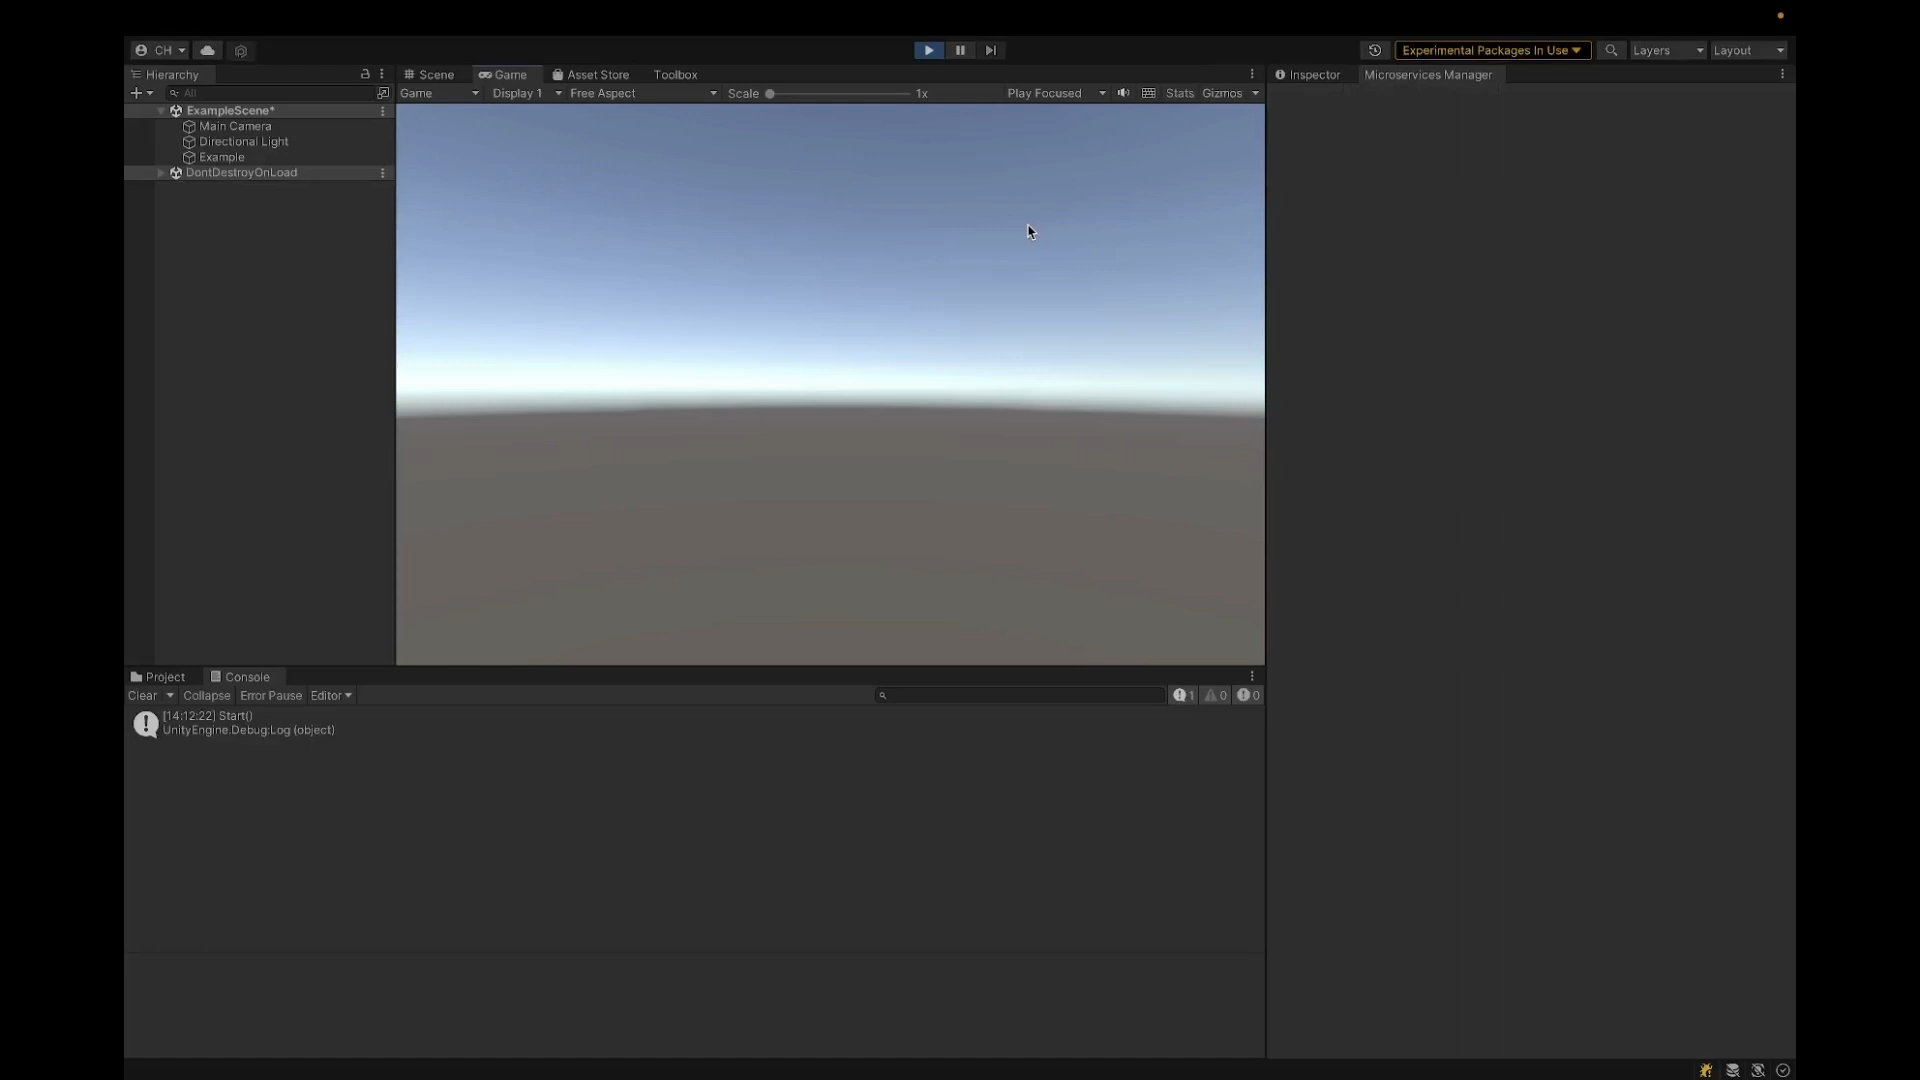 CH
Experimental Packages In Use
Layers
Layout
Hierarchy
Scene
Game
Asset Store
Toolbox
Inspector
Microservices Manager
All
Game
Display 1
Free Aspect
Scale
1x
Play Focused
Stats
Gizmos
ExampleScene*
Main Camera
Directional Light
Example
DontDestroyOnLoad
Project
Console
Clear
Collapse
Error Pause
Editor
1
0
0
[14:12:22] Start()
UnityEngine.Debug:Log (object)